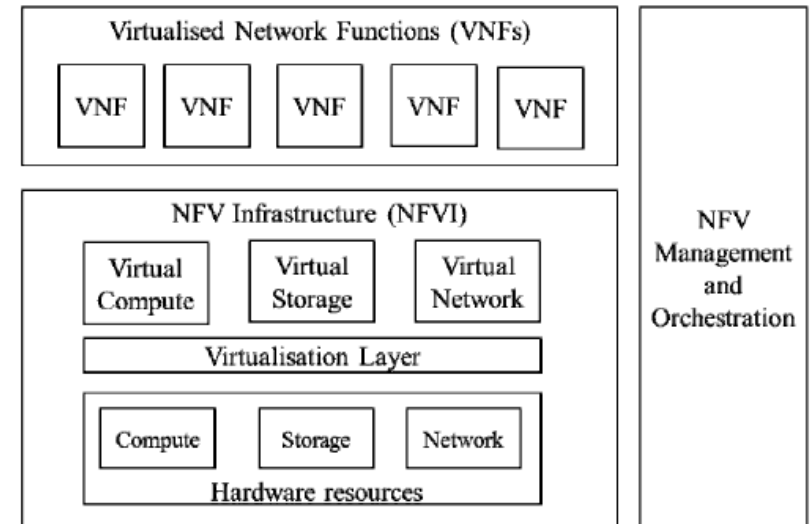 Virtualised Network Functions (VNFs)
VNF VNF VNF VNF VNF
NFV Infrastructure (NFVI)
Virtual
Compute
Virtual
Storage
Virtual
Network
Virtualisation Layer
Compute Storage Network
Hardware resources
NFV
Management
and
Orchestration